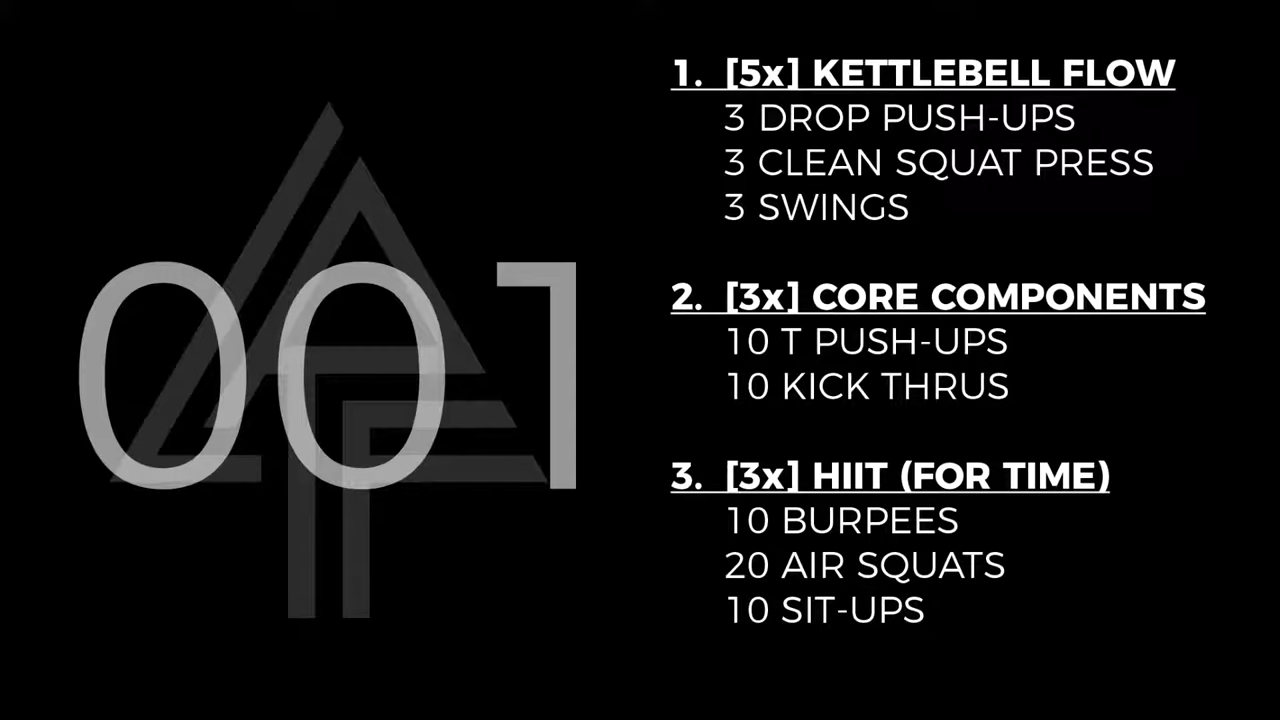 001
1. [5x] KETTLEBELL FLOW
3 DROP PUSH-UPS
3 CLEAN SQUAT PRESS
3 SWINGS
2. [3x] CORE COMPONENTS
10 T PUSH-UPS
10 KICK THRUS
3. [3x] HIIT (FOR TIME)
10 BURPEES
20 AIR SQUATS
10 SIT-UPS